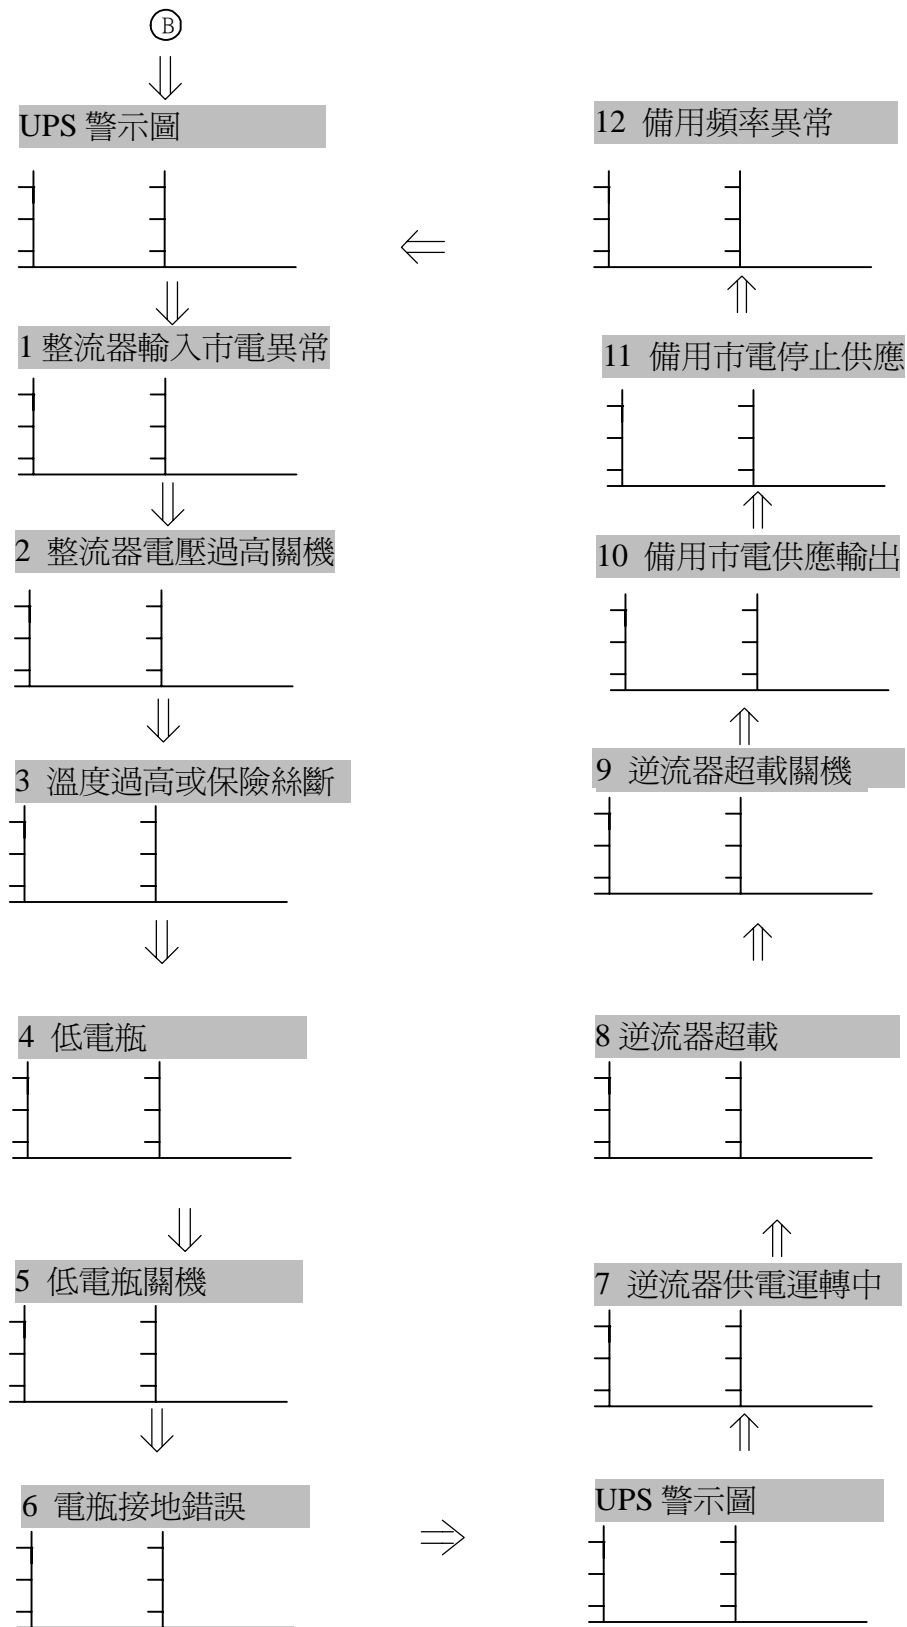 B
UPS 警示圖
1 整流器輸入市電異常
2 整流器電壓過高關機
3 溫度過高或保險絲斷
4 低電瓶
5 低電瓶關機
6 電瓶接地錯誤
UPS 警示圖
7 逆流器供電運轉中
8 逆流器超載
9 逆流器超載關機
10 備用市電供應輸出
11 備用市電停止供應
12 備用頻率異常